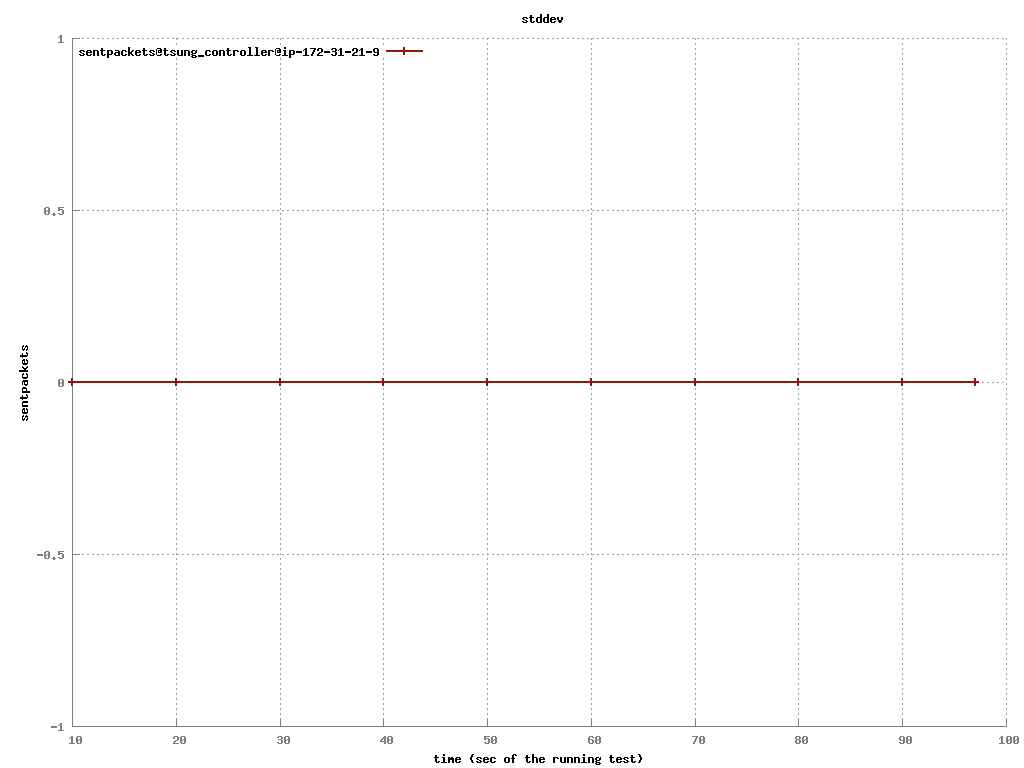 stddev
sentpackets@tsung_controller@ip-172-31-21-9
1
0.5
0
-0.5
-1
sentpackets
10 20 30 40 50 60 70 80 90 100
time (sec of the running test)